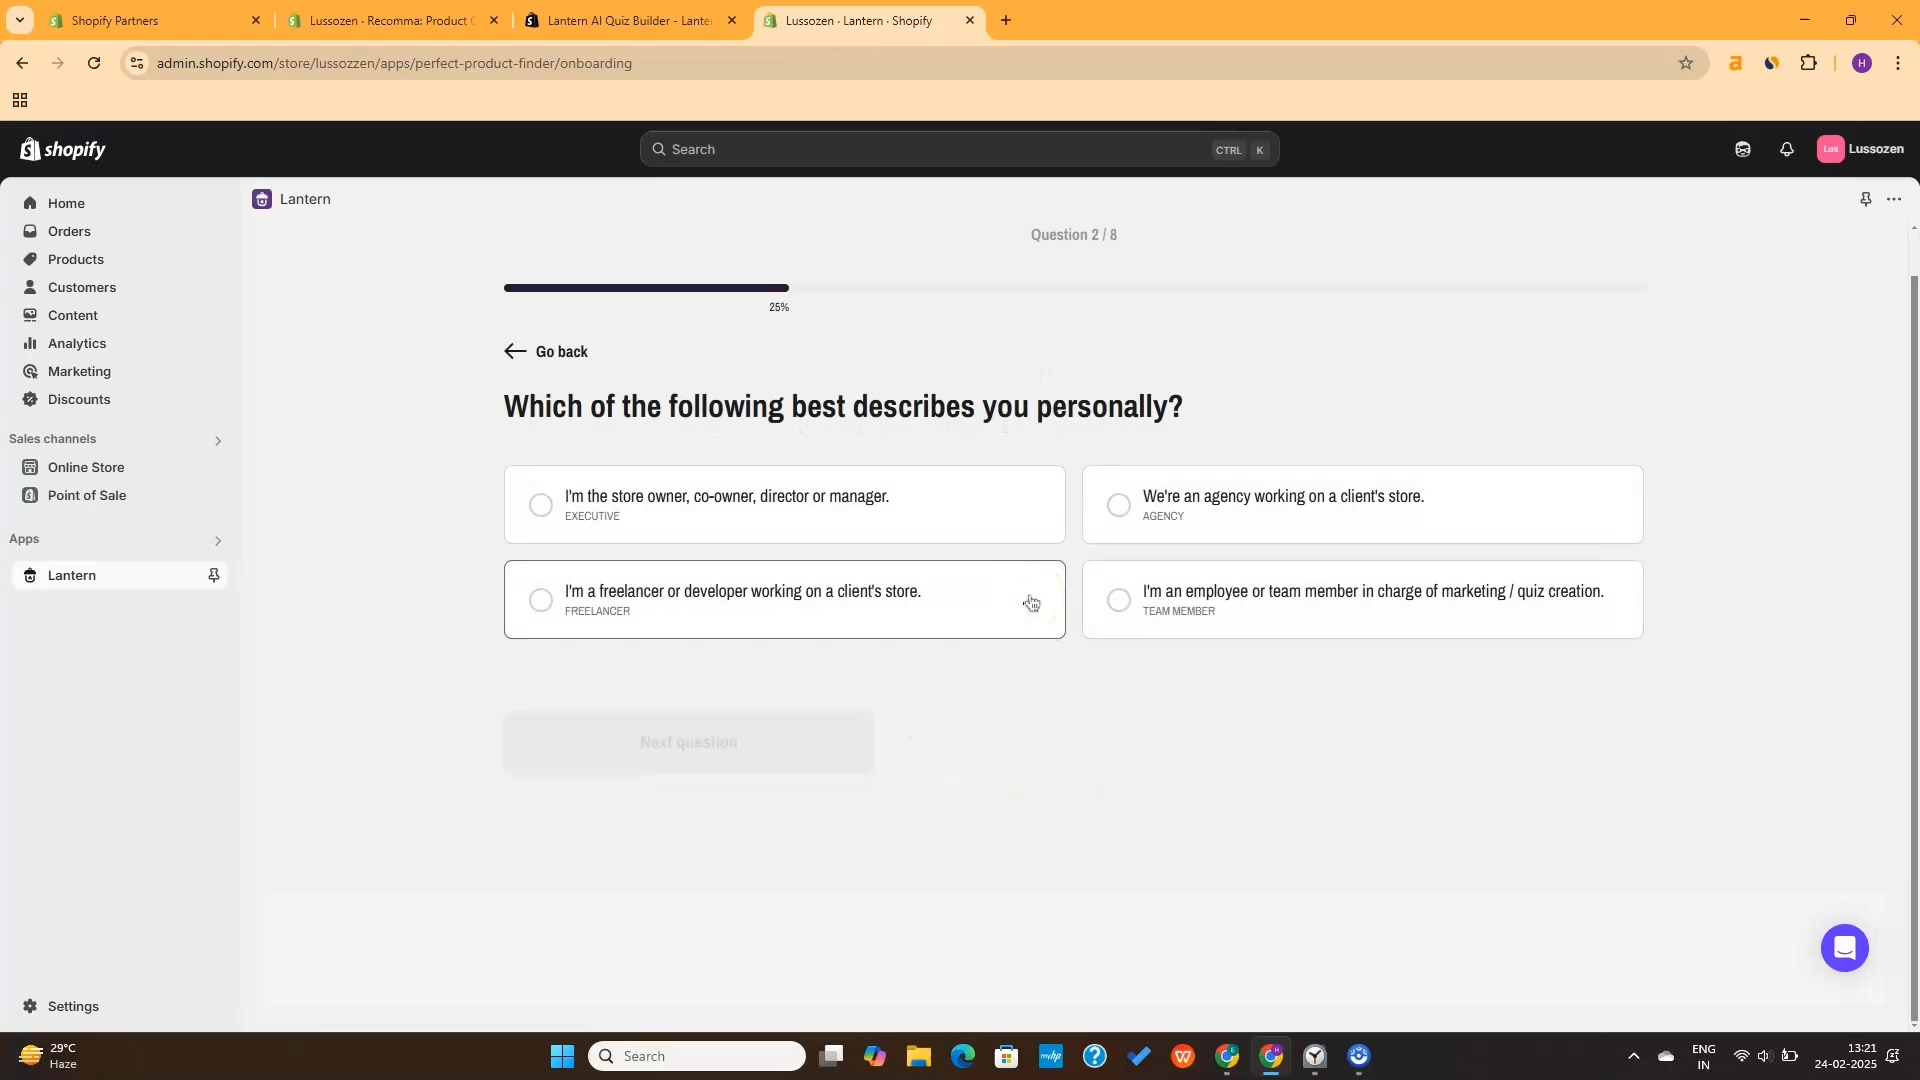 Shopify Partners
Lussozen · Recomma: Product
Lantern AI Quiz Builder - Lante
Lussozen · Lantern · Shopify
admin.shopify.com/store/lussozzen/apps/perfect-product-finder/onboarding
a
H
shopify
Search
CTRL K
Lus
Lussozen
Home
Orders
Products
Customers
Content
Analytics
Marketing
Discounts
Sales channels
Online Store
Point of Sale
Apps
Lantern
Settings
Lantern
Question 2 / 8
25%
Go back
Which of the following best describes you personally?
I'm the store owner, co-owner, director or manager.
EXECUTIVE
We're an agency working on a client's store.
AGENCY
I'm a freelancer or developer working on a client's store.
FREELANCER
I'm an employee or team member in charge of marketing / quiz creation.
TEAM MEMBER
Next question
29°C
Haze
Search
myhp
ENG
IN
13:21
24-02-2025